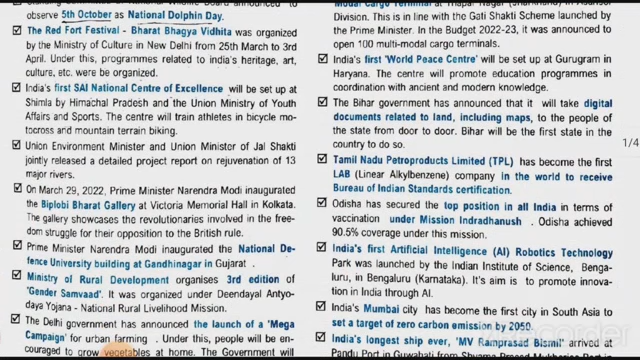 observe 5th October as National Dolphin Day.
The Red Fort Festival - Bharat Bhagya Vidhita was organized
by the Ministry of Culture in New Delhi from 25th March to 3rd
April. Under this, programmes related to india's heritage, art,
culture, etc. were be organized.
India's first SAI National Centre of Excellence will be set up at
Shimla by Himachal Pradesh and the Union Ministry of Youth
Affairs and Sports. The centre will train athletes in bicycle mo-
tocross and mountain terrain biking.
Union Environment Minister and Union Minister of Jal Shakti
jointly released a detailed project report on rejuvenation of 13
major rivers.
On March 29, 2022, Prime Minister Narendra Modi inaugurated
the Biplobi Bharat Gallery at Victoria Memorial Hall in Kolkata.
The gallery showcases the revolutionaries involved in the free-
dom struggle for their opposition to the British rule.
Prime Minister Narendra Modi inaugurated the National De-
fence University building at Gandhinagar in Gujarat.
Ministry of Rural Development organises 3rd edition of
'Gender Samvaad'. It was organized under Deendayal Antyo-
daya Yojana - National Rural Livelihood Mission.
The Delhi government has announced the launch of a 'Mega
Campaign' for urban farming. Under this, people will be en-
couraged to grow vegetables at home. The Government will
Division. This is in line with the Gati Shakti Scheme launched by
the Prime Minister. In the Budget 2022-23, it was announced to
open 100 multi-modal cargo terminals.
India's first 'World Peace Centre' will be set up at Gurugram in
Haryana. The centre will promote education programmes in
coordination with ancient and modern knowledge.
The Bihar government has announced that it will take digital
documents related to land, including maps, to the people of
the state from door to door. Bihar will be the first state in the
country to do so.
Tamil Nadu Petroproducts Limited (TPL) has become the first
LAB (Linear Alkylbenzene) company in the world to receive
Bureau of Indian Standards certification.
Odisha has secured the top position in all India in terms of
vaccination under Mission Indradhanush. Odisha achieved
90.5% coverage under this mission.
India's first Artificial Intelligence (AI) Robotics Technology
Park was launched by the Indian Institute of Science, Benga-
luru, in Bengaluru (Karnataka). It's aim is to promote innova-
tion in India through AI.
India's Mumbai city has become the first city in South Asia to
set a target of zero carbon emission by 2050.
India's longest ship ever, 'MV Ramprasad Bismil' arrived at
1/4